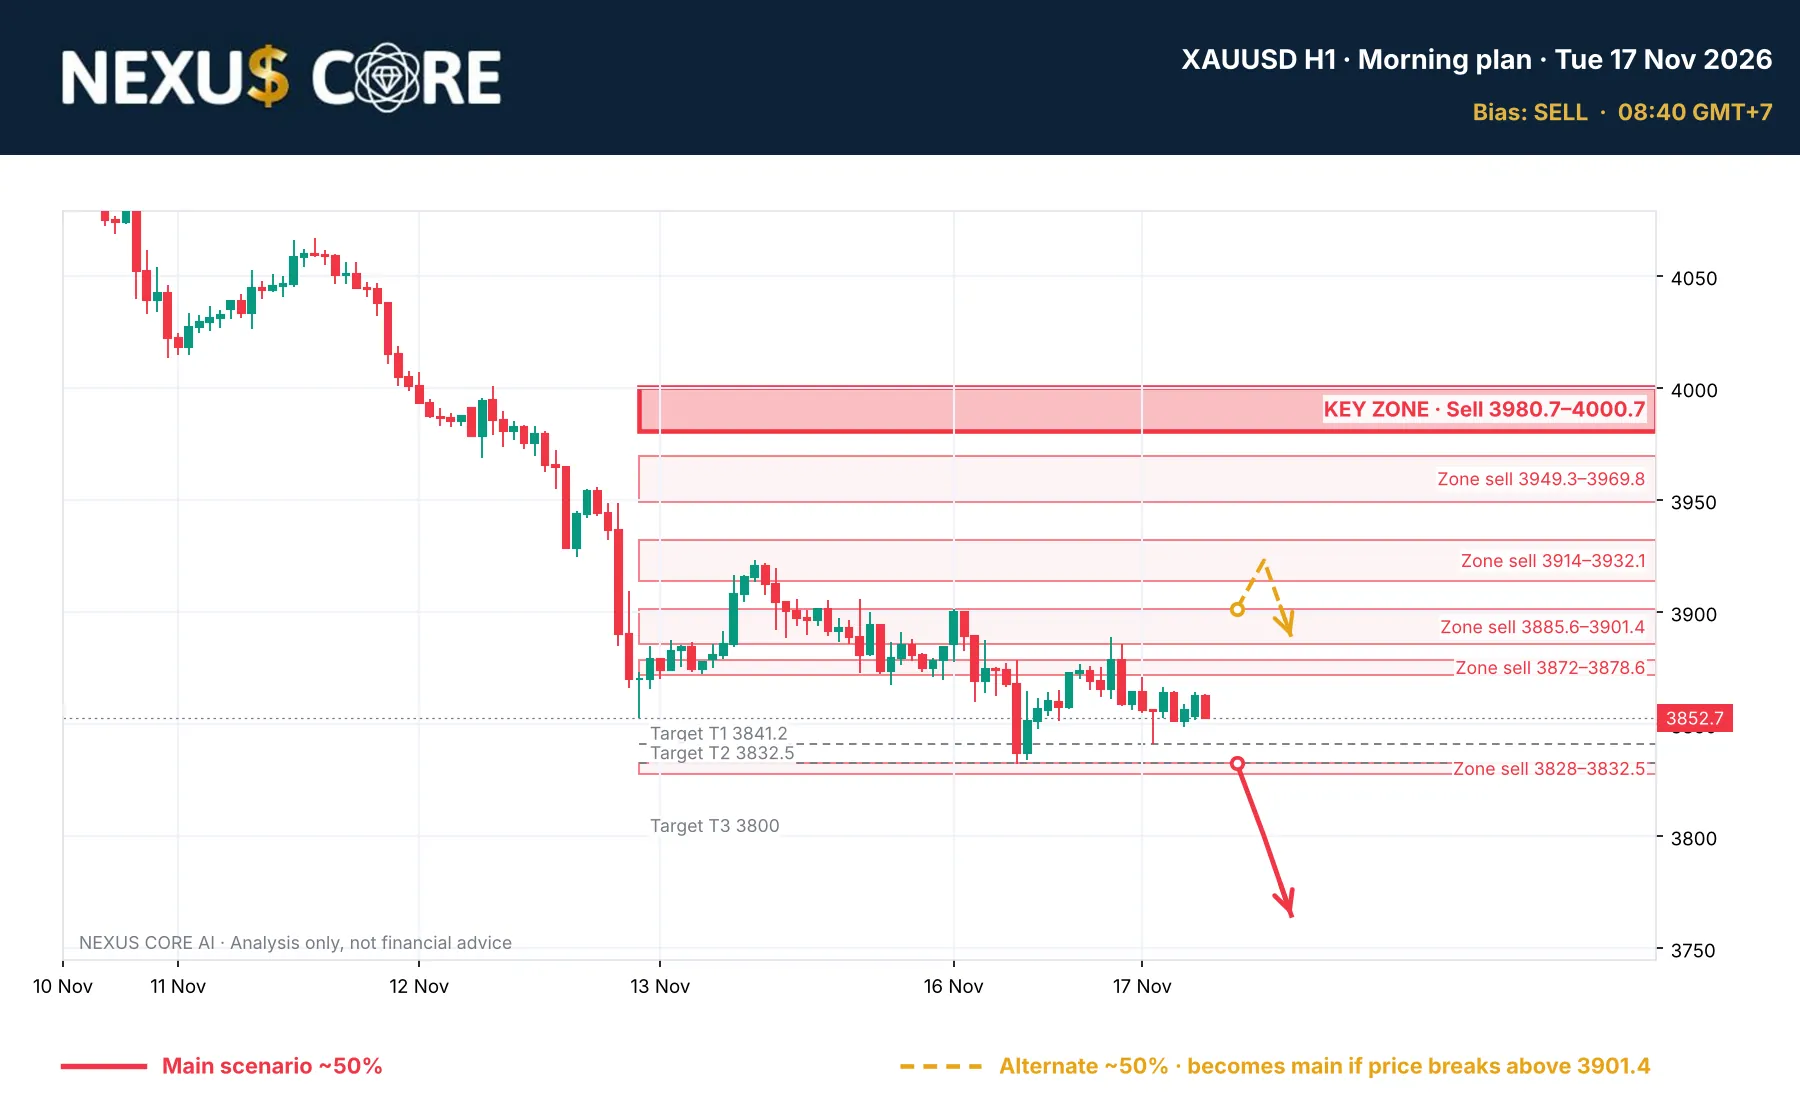 NEXU$ CORE
XAUUSD H1 · Morning plan · Tue 17 Nov 2026
Bias: SELL · 08:40 GMT+7
4050
KEY ZONE · Sell 3980.7–4000.7
4000
Zone sell 3949.3–3969.8
3950
Zone sell 3914–3932.1
3900
Zone sell 3885.6–3901.4
Zone sell 3872–3878.6
3852.7
Target T1 3841.2
Target T2 3832.5
Zone sell 3828–3832.5
Target T3 3800
3800
NEXUS CORE AI · Analysis only, not financial advice
3750
10 Nov
11 Nov
12 Nov
13 Nov
16 Nov
17 Nov
Main scenario ~50%
Alternate ~50% · becomes main if price breaks above 3901.4